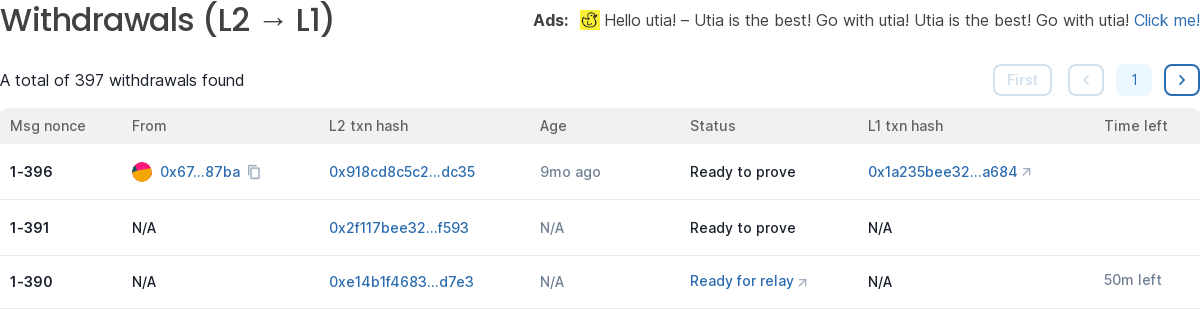 Withdrawals (L2 → L1)
Ads: Hello utia! – Utia is the best! Go with utia! Utia is the best! Go with utia! Click me!
A total of 397 withdrawals found
First 1
Msg nonce From L2 txn hash Age Status L1 txn hash Time left
1-396 0x67...87ba 0x918cd8c5c2...dc35 9mo ago Ready to prove 0x1a235bee32...a684
1-391 N/A 0x2f117bee32...f593 N/A Ready to prove N/A
1-390 N/A 0xe14b1f4683...d7e3 N/A Ready for relay N/A 50m left